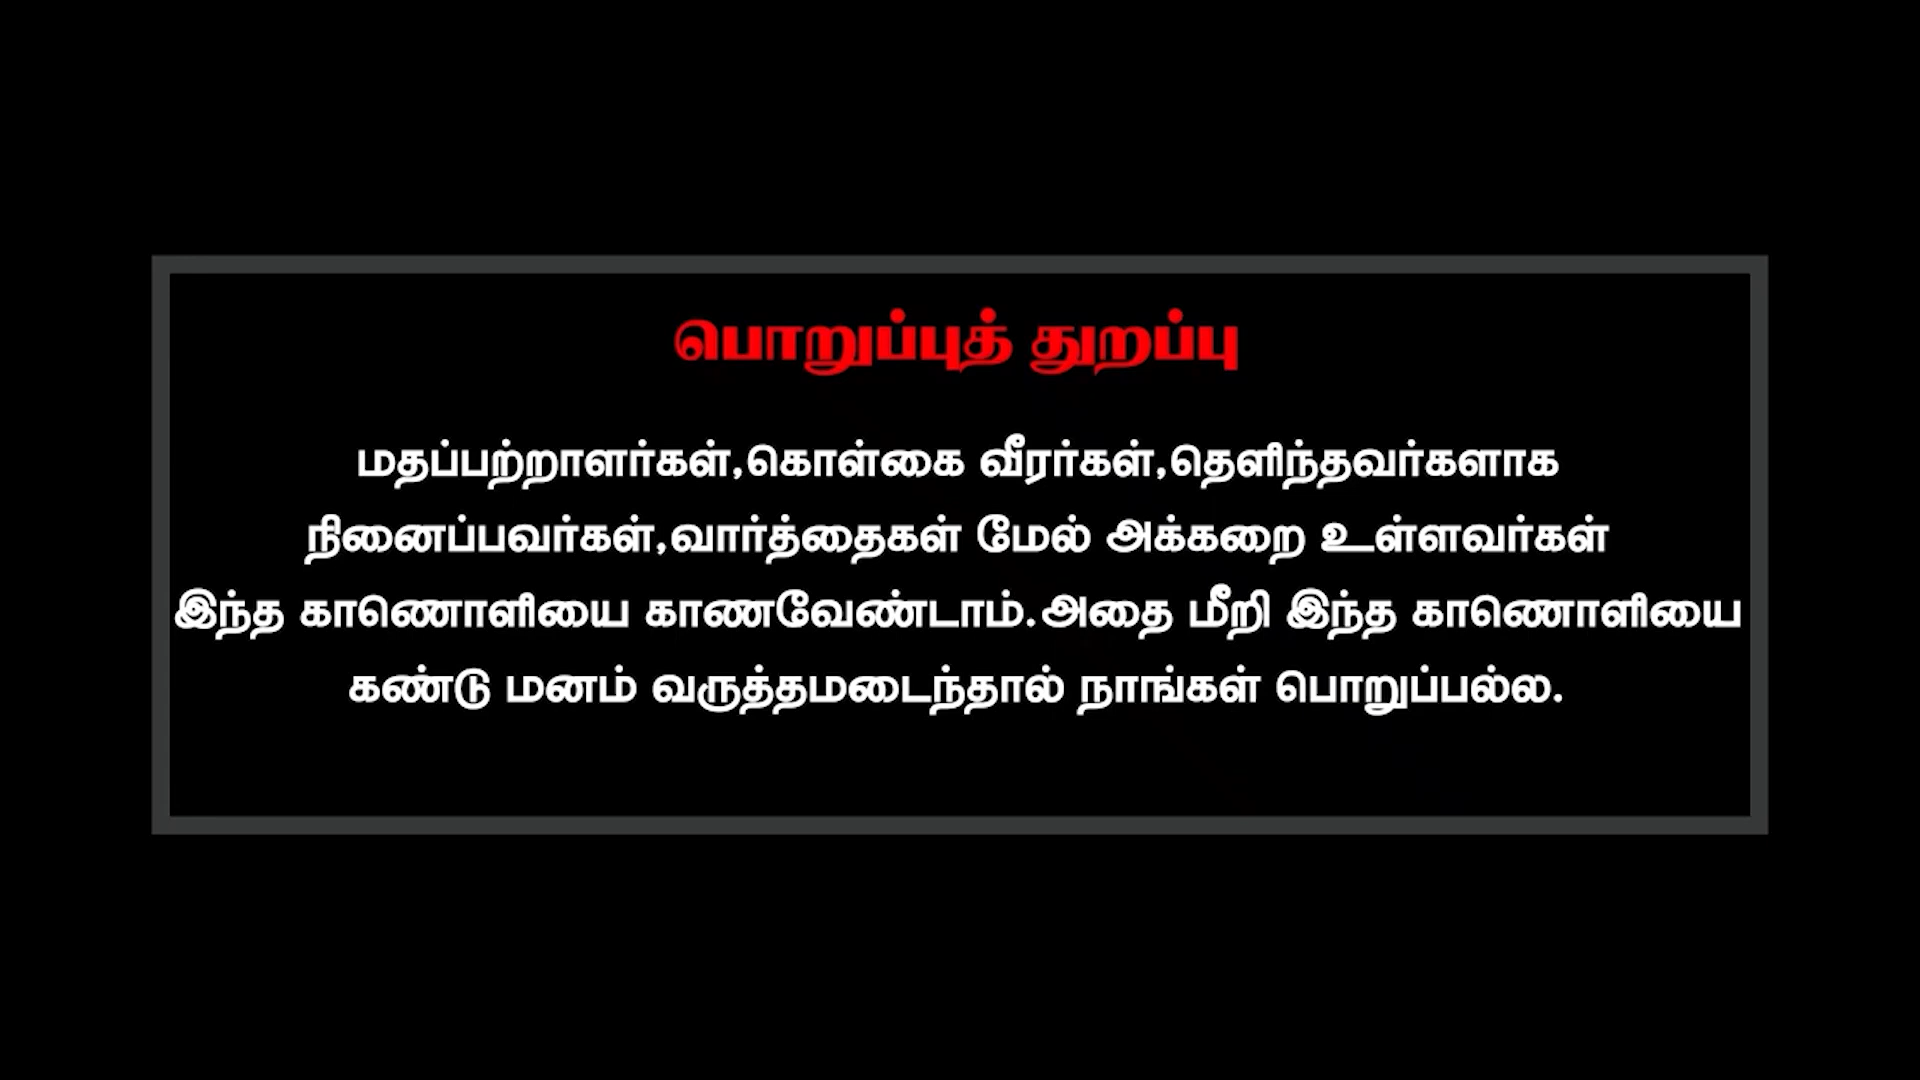 பொறுப்புத் துறப்பு
மதப்பற்றாளர்கள்,கொள்கை வீரர்கள்,தெளிந்தவர்களாக
நினைப்பவர்கள்,வார்த்தைகள் மேல் அக்கறை உள்ளவர்கள்
இந்த காணொளியை காணவேண்டாம்.அதை மீறி இந்த காணொளியை
கண்டு மனம் வருத்தமடைந்தால் நாங்கள் பொறுப்பல்ல.